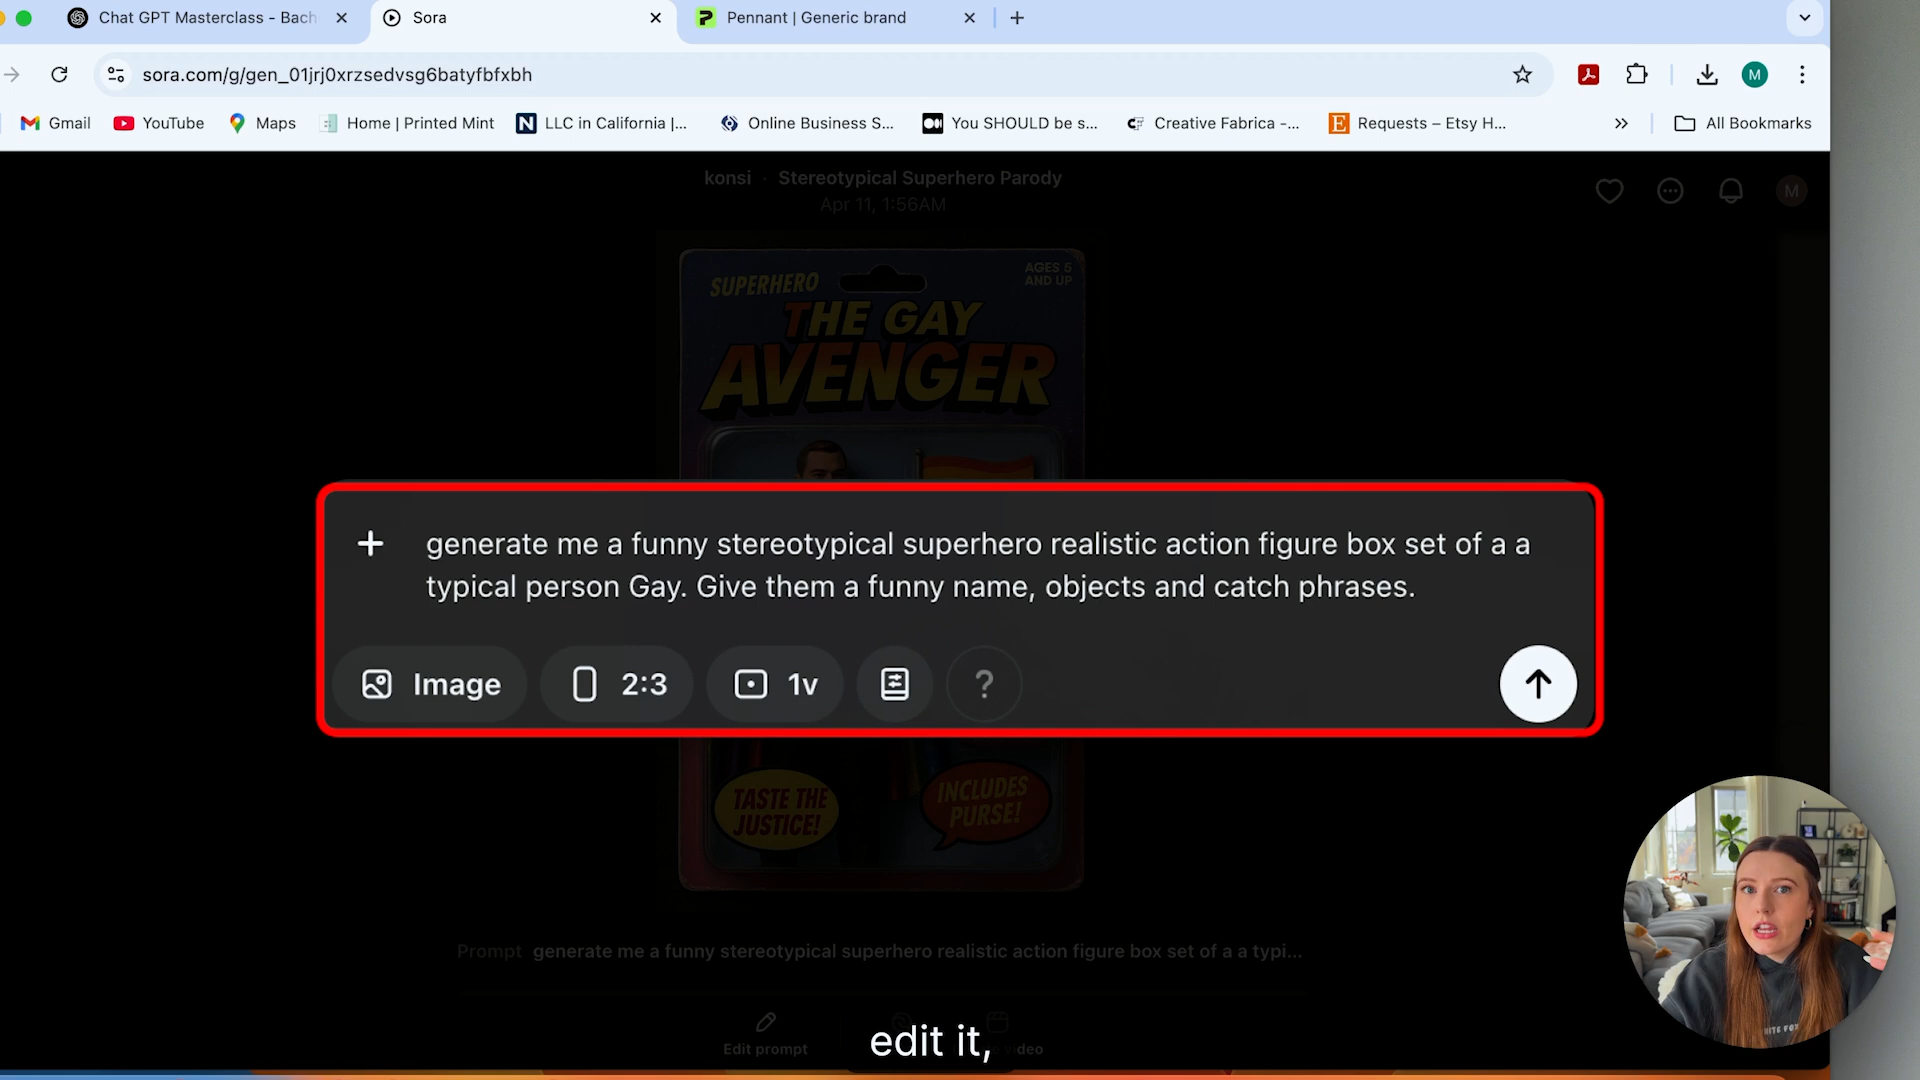 Chat GPT Masterclass - Bach
Sora
Pennant | Generic brand
sora.com/g/gen_01jrj0xrzsedvsg6batyfbfxbh
M
Gmail
YouTube
Maps
Home | Printed Mint
LLC in California |...
Online Business S...
You SHOULD be s...
Creative Fabrica -...
Requests – Etsy H...
All Bookmarks
konsi · Stereotypical Superhero Parody
Apr 11, 1:56AM
M
SUPERHERO
AGES 5
AND UP
THE GAY
AVENGER
generate me a funny stereotypical superhero realistic action figure box set of a a
typical person Gay. Give them a funny name, objects and catch phrases.
Image
2:3
1v
?
TASTE THE
JUSTICE!
INCLUDES
PURSE!
Prompt generate me a funny stereotypical superhero realistic action figure box set of a a typi...
Edit prompt
edit it,